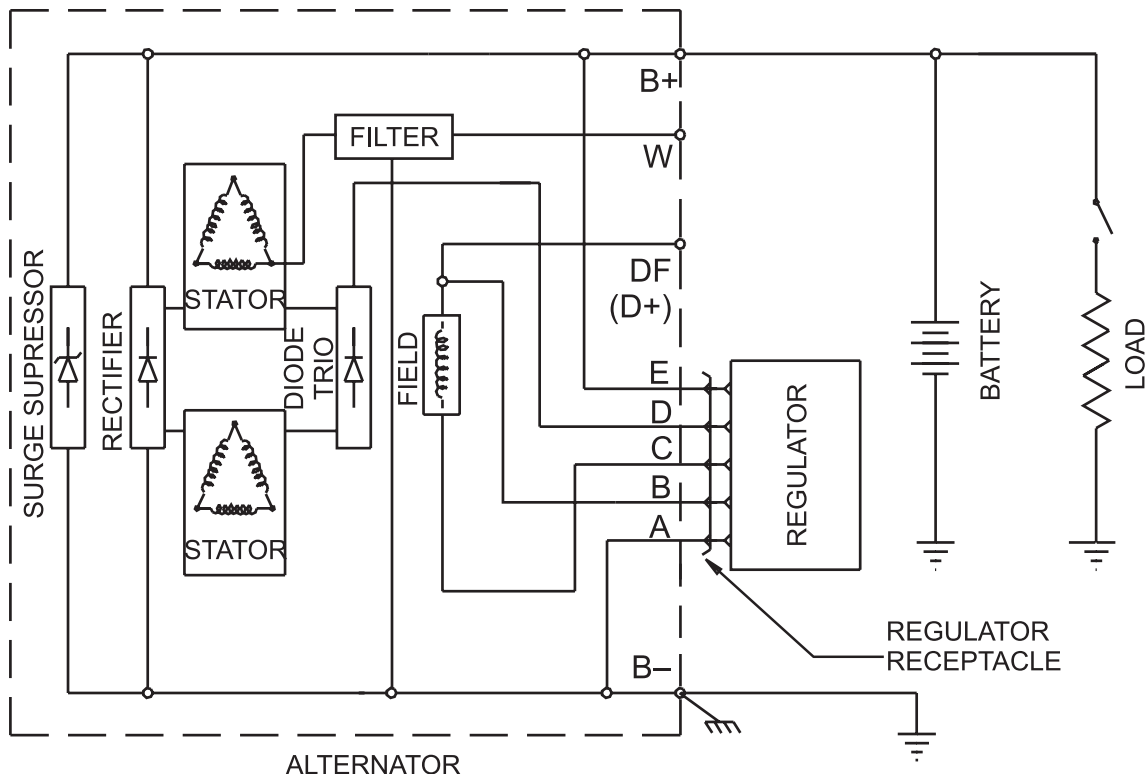 B+
FILTER
W
STATOR
DF
(D+)
SURGE SUPRESSOR
RECTIFIER
DIODE
TRIO
FIELD
E
D
C
B
A
REGULATOR
BATTERY
LOAD
STATOR
REGULATOR
RECEPTACLE
B–
ALTERNATOR